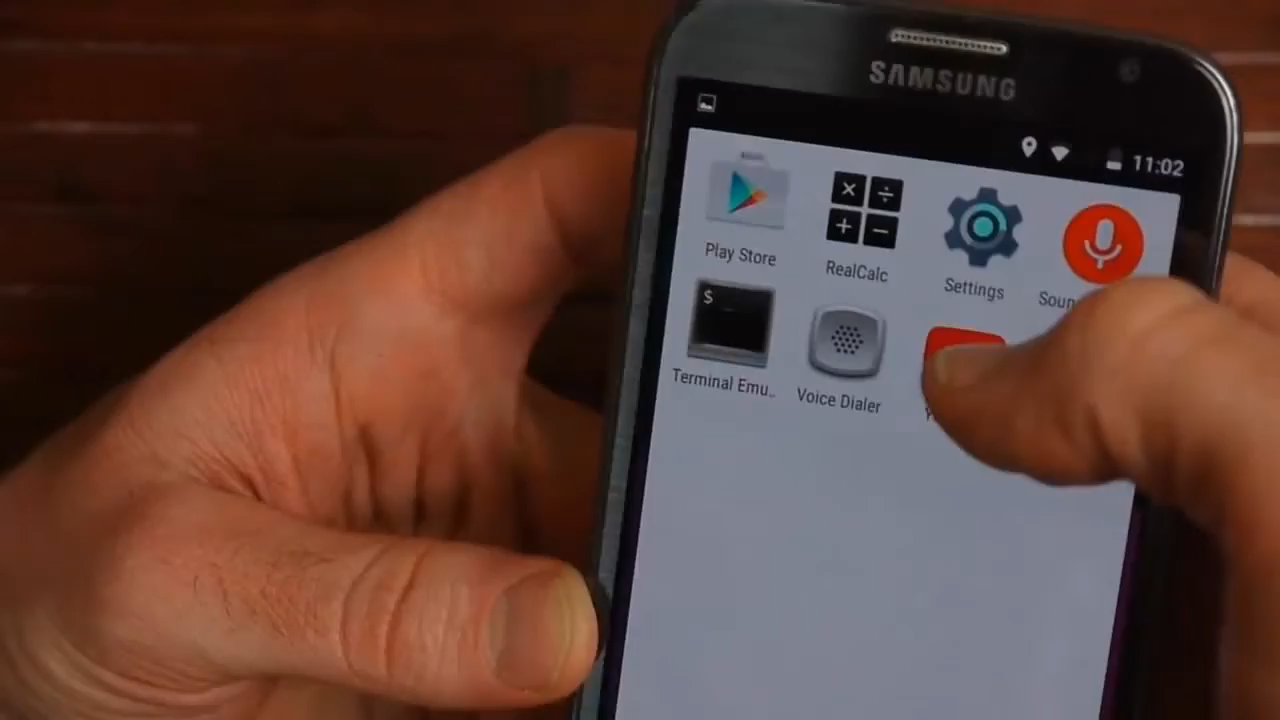 SAMSUNG
11:02
Play Store
RealCalc
Settings
$
Terminal Emu..
Voice Dialer